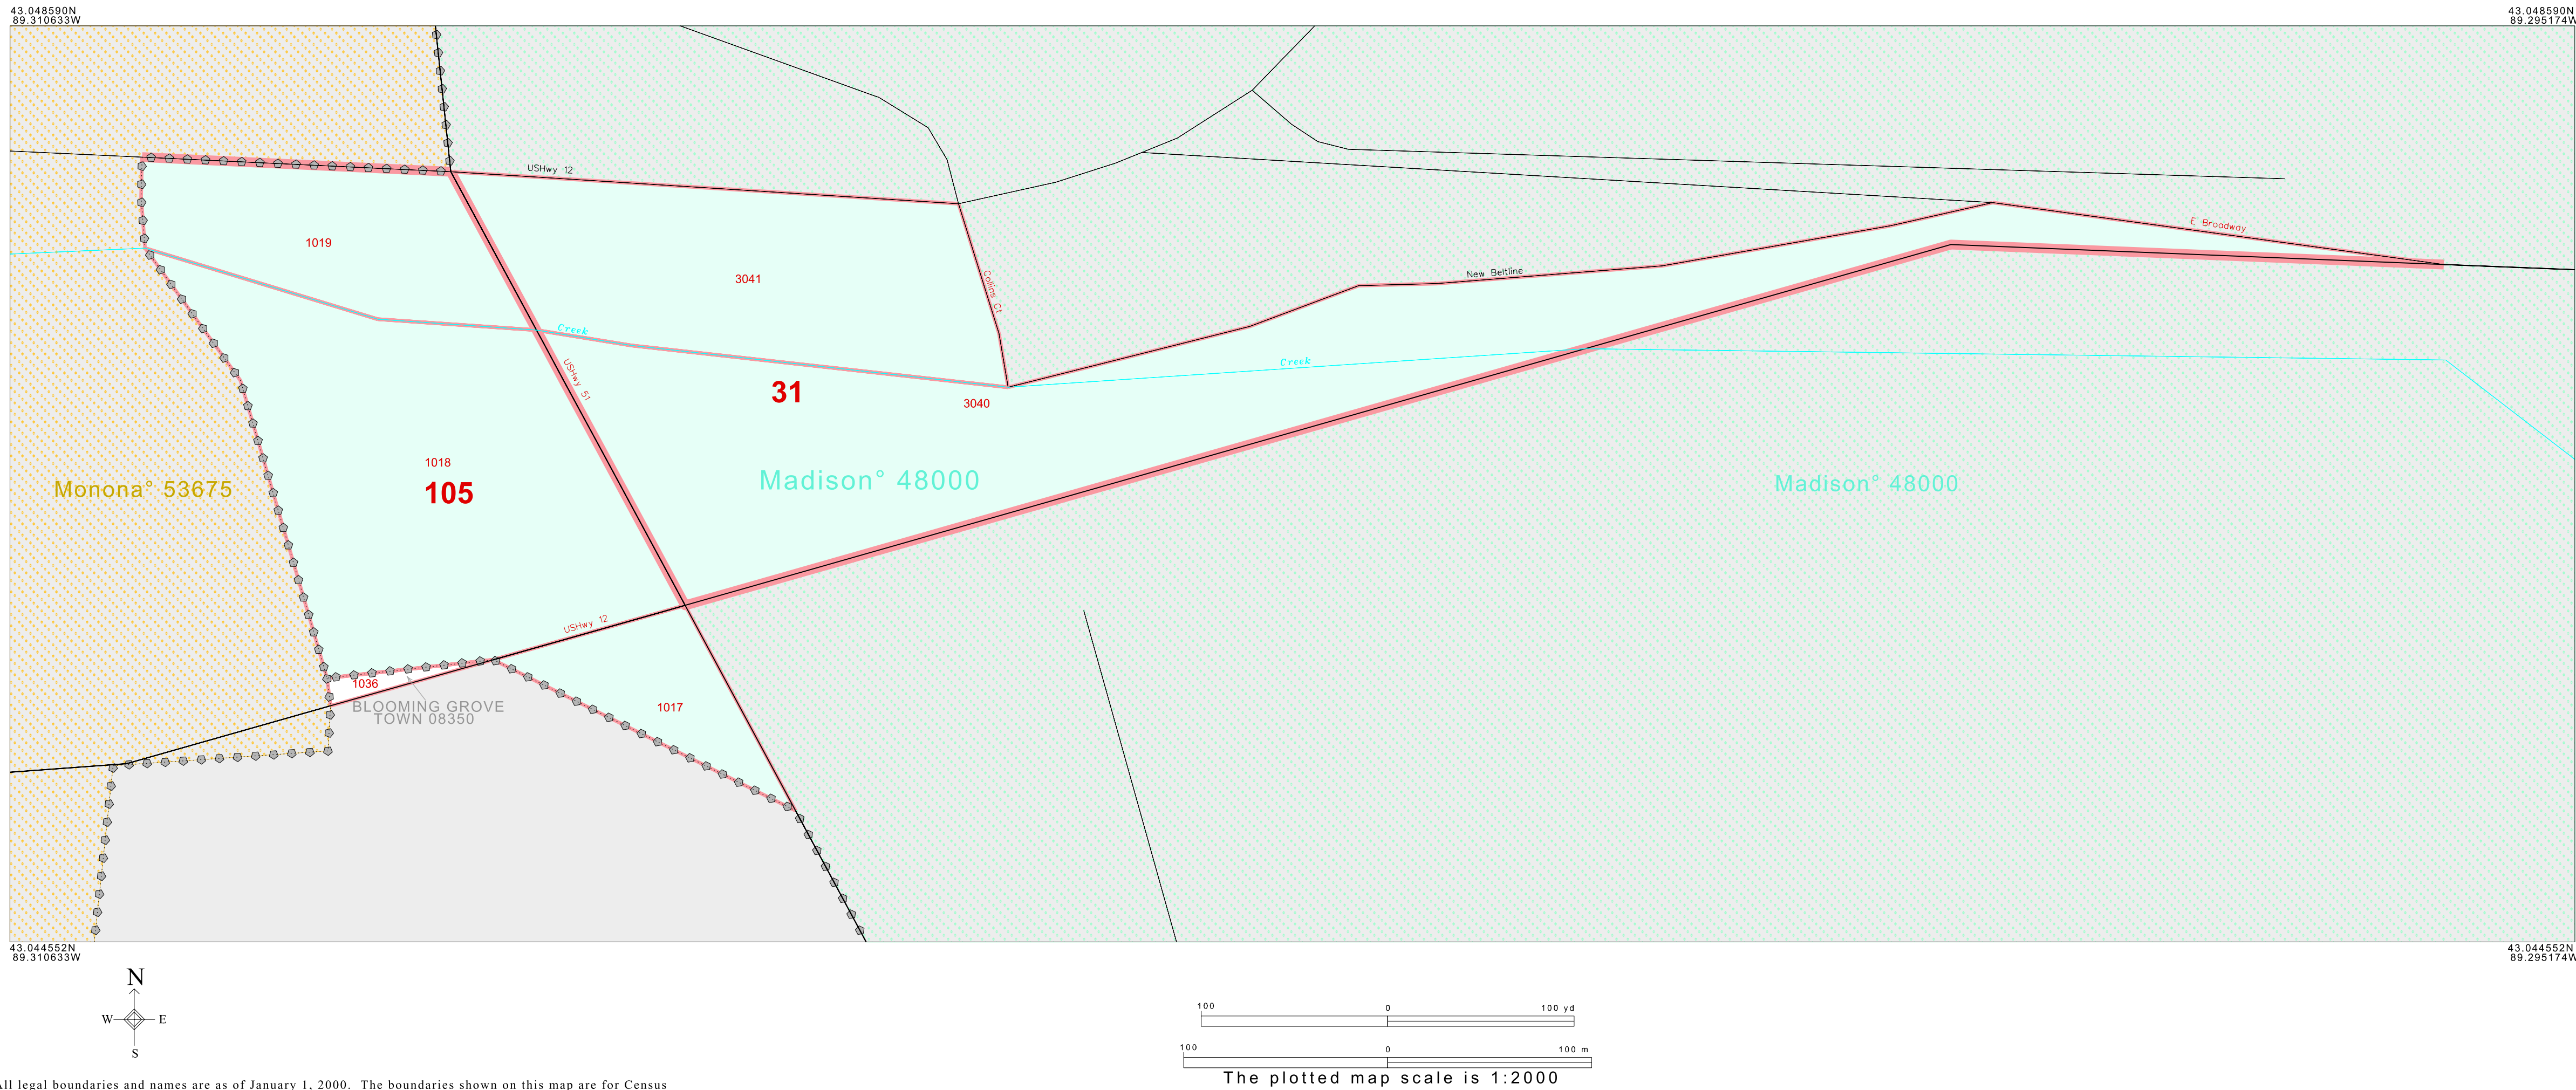 43.048590N
89.310633W
43.048590N
89.295174W
USHwy 12
E Broadway
1019
3041
Collins Ct
New Beltline
Creek
Creek
USHwy 51
31
3040
1018
105
Monona° 53675
Madison° 48000
Madison° 48000
USHwy 12
1036
BLOOMING GROVE
TOWN 08350
1017
43.044552N
89.310633W
43.044552N
89.295174W
N
W
E
S
100
0
100 yd
100
0
100 m
The plotted map scale is 1:2000
All legal boundaries and names are as of January 1, 2000. The boundaries shown on this map are for Census